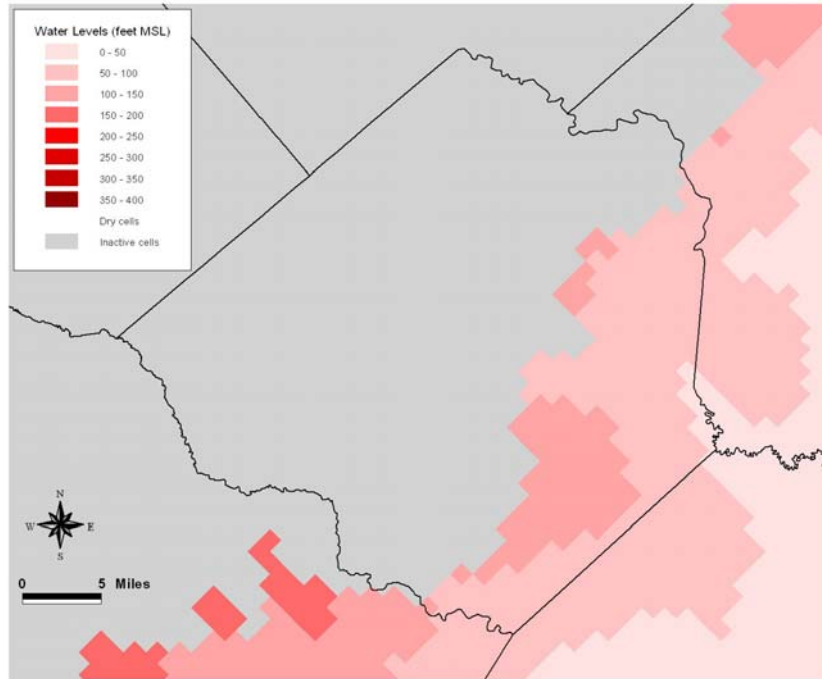 Water Levels (feet MSL)
0 - 50
50 - 100
100 - 150
150 - 200
200 - 250
250 - 300
300 - 350
350 - 400
Dry cells
Inactive cells
N
W E
S
0 5 Miles